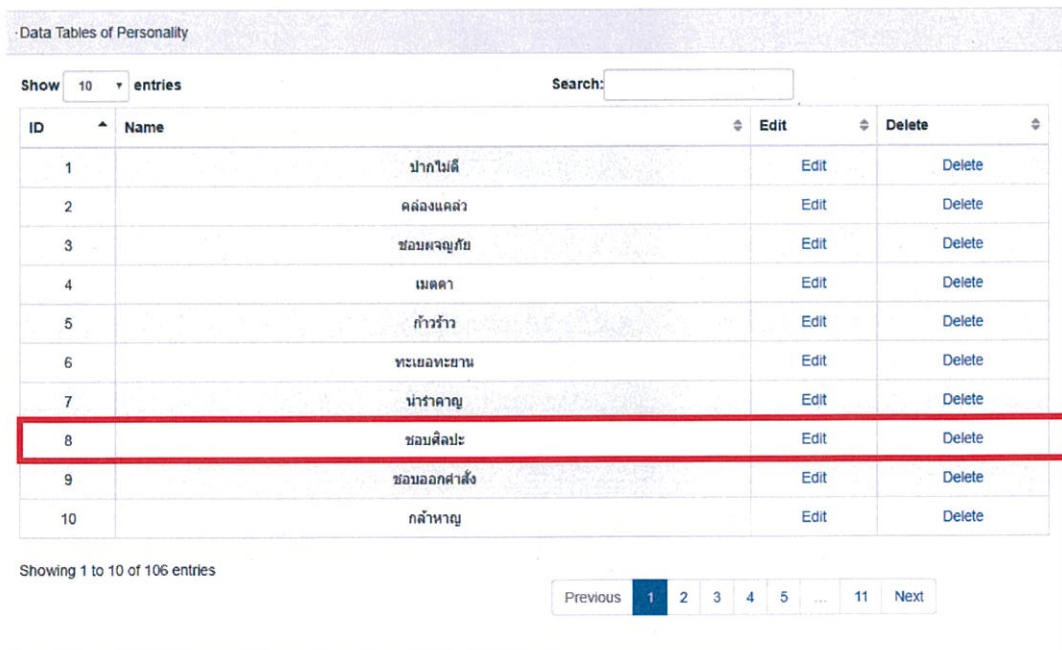 Data Tables of Personality
Show 10 entries Search:
ID Name Edit Delete
1 ปากไม่ดี Edit Delete
2 คล่องแคล่ว Edit Delete
3 ชอบผจญภัย Edit Delete
4 เมตตา Edit Delete
5 ก้าวร้าว Edit Delete
6 ทะเยอทะยาน Edit Delete
7 น่ารำคาญ Edit Delete
8 ชอบศิลปะ Edit Delete
9 ชอบออกคำสั่ง Edit Delete
10 กล้าหาญ Edit Delete
Showing 1 to 10 of 106 entries
Previous 1 2 3 4 5 ... 11 Next